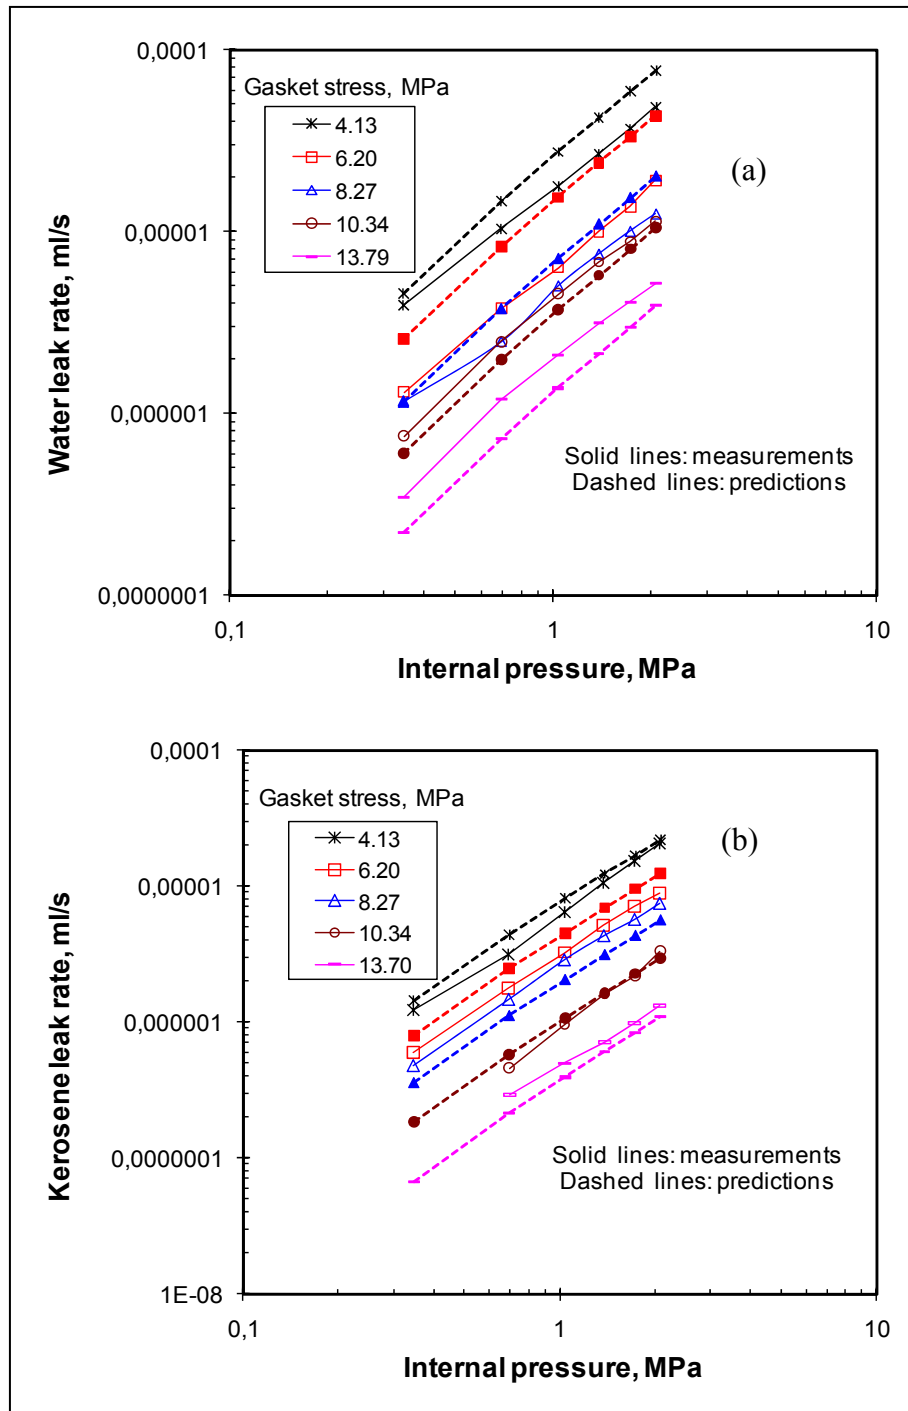 0,0001
Gasket stress, MPa
4.13
6.20
8.27
10.34
13.79
(a)
0,00001
Water leak rate, ml/s
0,000001
Solid lines: measurements
Dashed lines: predictions
0,0000001
0,1
1
10
Internal pressure, MPa
0,0001
Gasket stress, MPa
4.13
6.20
8.27
10.34
13.70
(b)
0,00001
Kerosene leak rate, ml/s
0,000001
0,0000001
Solid lines: measurements
Dashed lines: predictions
1E-08
0,1
1
10
Internal pressure, MPa